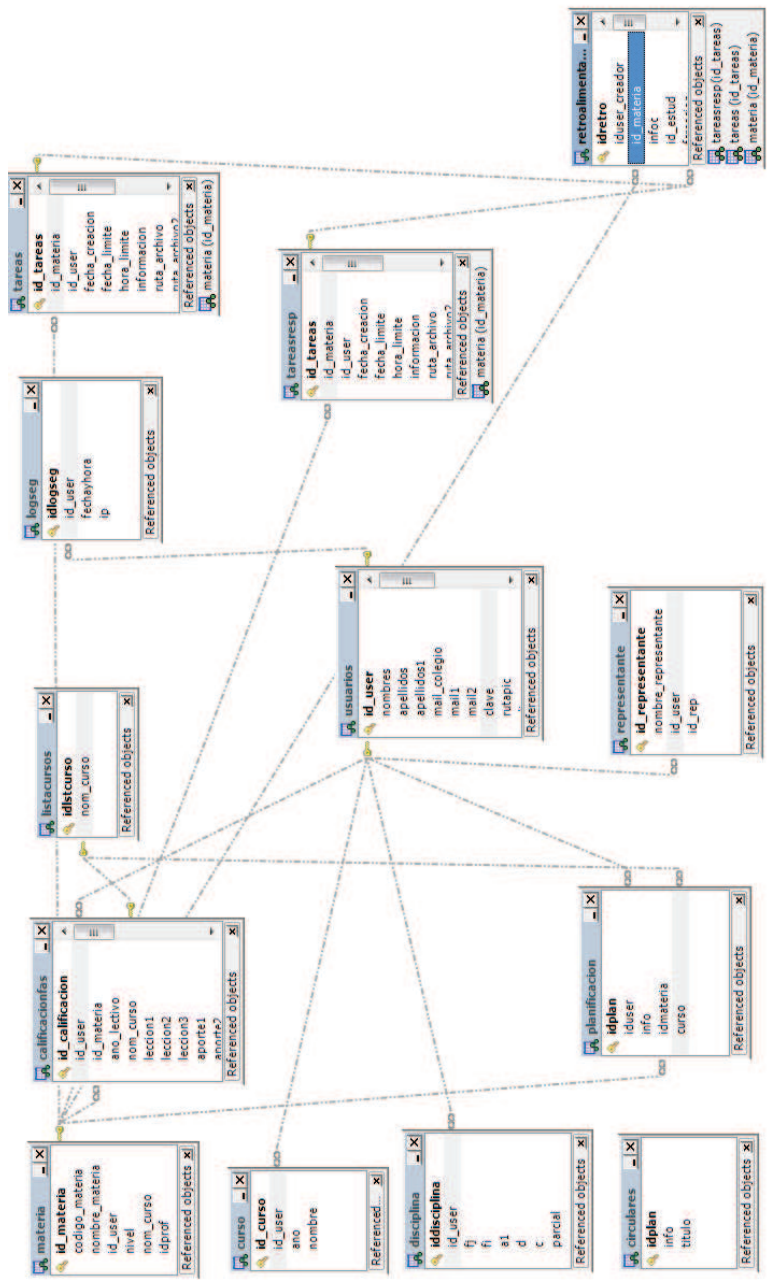 materia
id_materia
codigo_materia
nombre_materia
id_user
nivel
nom_curso
idprof
Referenced objects
calificacionfas
id_calificacion
id_user
id_materia
ano_lectivo
nom_curso
leccion1
leccion2
leccion3
aporte1
aporte2
Referenced objects
listacursos
idlstcurso
nom_curso
Referenced objects
logseg
idlogseg
id_user
fechayhora
ip
Referenced objects
tareas
id_tareas
id_materia
id_user
fecha_creacion
fecha_limite
hora_limite
informacion
ruta_archivo
ruta_archivo2
Referenced objects
materia (id_materia)
curso
id_curso
id_user
ano
nombre
Referenced...
usuarios
id_user
nombres
apellidos
apellidos1
mail_colegio
mail1
mail2
clave
rutapic
Referenced objects
tareasresp
id_tareas
id_materia
id_user
fecha_creacion
fecha_limite
hora_limite
informacion
ruta_archivo
ruta_archivo2
Referenced objects
materia (id_materia)
disciplina
iddisciplina
id_user
fj
fi
a1
d
c
parcial
Referenced objects
circulares
idplan
info
titulo
Referenced objects
planificacion
idplan
iduser
info
idmateria
curso
Referenced objects
representante
id_representante
nombre_representante
id_user
id_rep
Referenced objects
retroalimenta...
idretro
iduser_creador
id_materia
infoc
id_estud
Referenced objects
tareasresp (id_tareas)
tareas (id_tareas)
materia (id_materia)